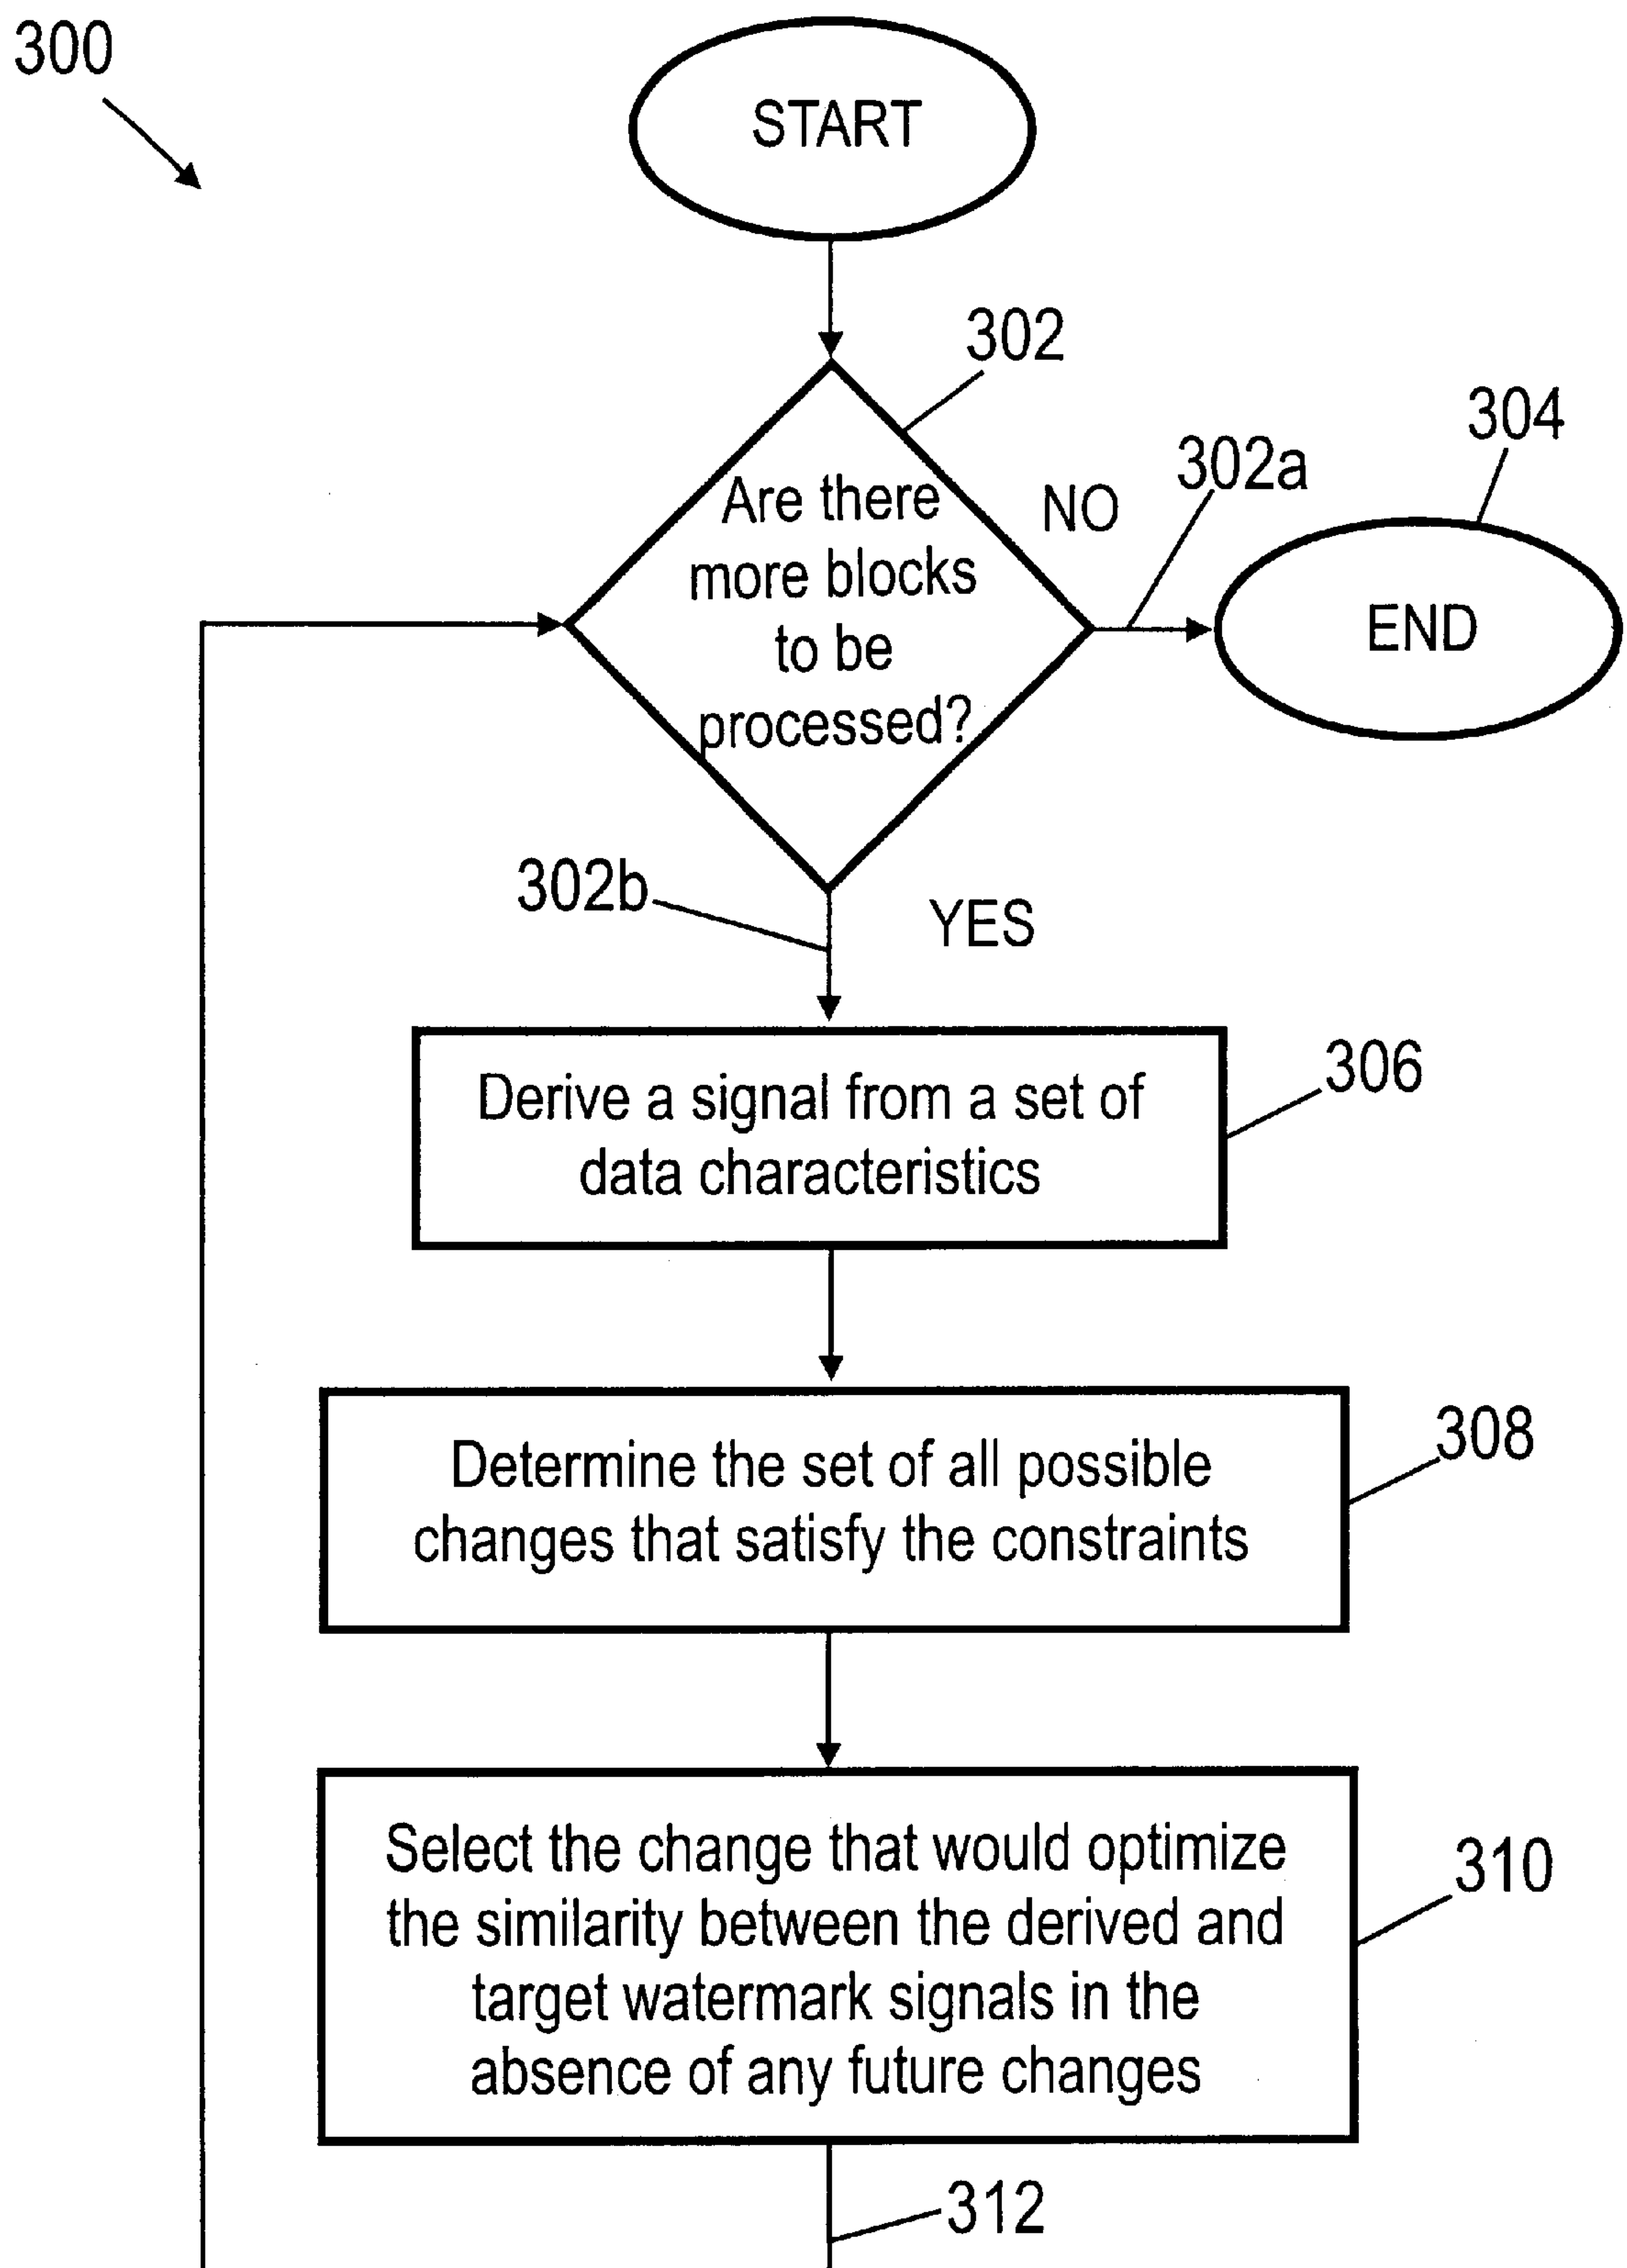 300
START
302
304
302a
NO
Are there
more blocks
to be
processed?
END
302b
YES
306
Derive a signal from a set of
data characteristics
308
Determine the set of all possible
changes that satisfy the constraints
310
Select the change that would optimize
the similarity between the derived and
target watermark signals in the
absence of any future changes
312